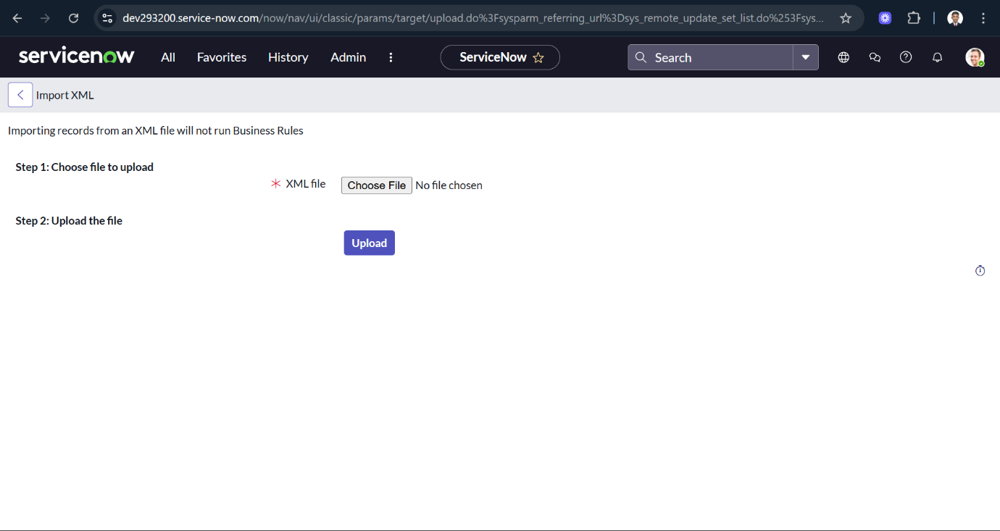 dev293200.service-now.com/now/nav/ui/classic/params/target/upload.do%3Fsysparm_referring_url%3Dsys_remote_update_set_list.do%253Fsys...
servicenow All Favorites History Admin ServiceNow Search
Import XML
Importing records from an XML file will not run Business Rules
Step 1: Choose file to upload
XML file Choose File No file chosen
Step 2: Upload the file
Upload